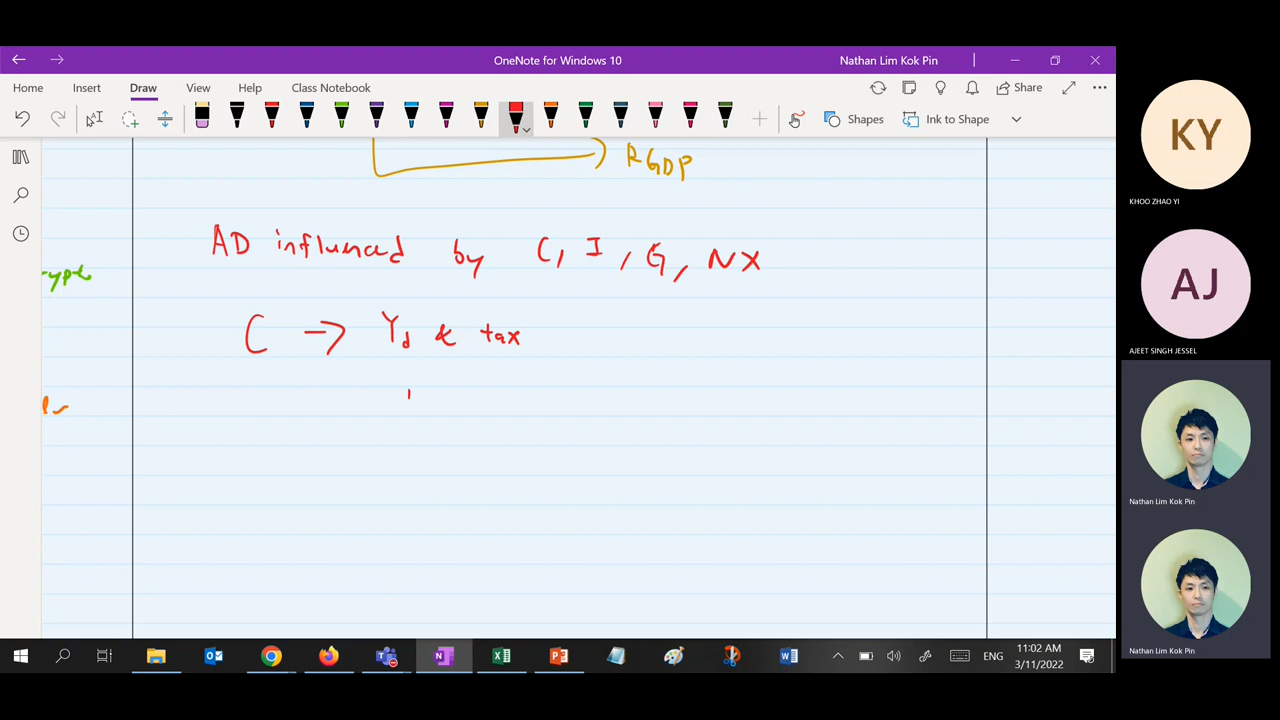 OneNote for Windows 10
Nathan Lim Kok Pin
Home Insert Draw View Help Class Notebook
Share
Shapes
Ink to Shape
RGDP
AD influenced by C, I, G, NX
C → Yd & tax
KY
KHOO ZHAO YI
AJ
AJEET SINGH JESSEL
Nathan Lim Kok Pin
Nathan Lim Kok Pin
ENG
11:02 AM
3/11/2022